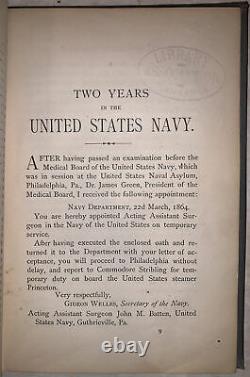 LIBRARY
TWO YEARS
IN THE
UNITED STATES NAVY.
AFTER having passed an examination before the
Medical Board of the United States Navy, which
was in session at the United States Naval Asylum,
Philadelphia, Pa., Dr. James Green, President of the
Medical Board, I received the following appointment:
NAVY DEPARTMENT, 22d March, 1864.
You are hereby appointed Acting Assistant Sur-
geon in the Navy of the United States on temporary
service.
After having executed the enclosed oath and re-
turned it to the Department with your letter of ac-
ceptance, you will proceed to Philadelphia without
delay, and report to Commodore Stribling for tem-
porary duty on board the United States steamer
Princeton.
Very respectfully,
GIDEON WELLES, Secretary of the Navy.
Acting Assistant Surgeon John M. Batten, United
States Navy, Guthrieville, Pa.
9